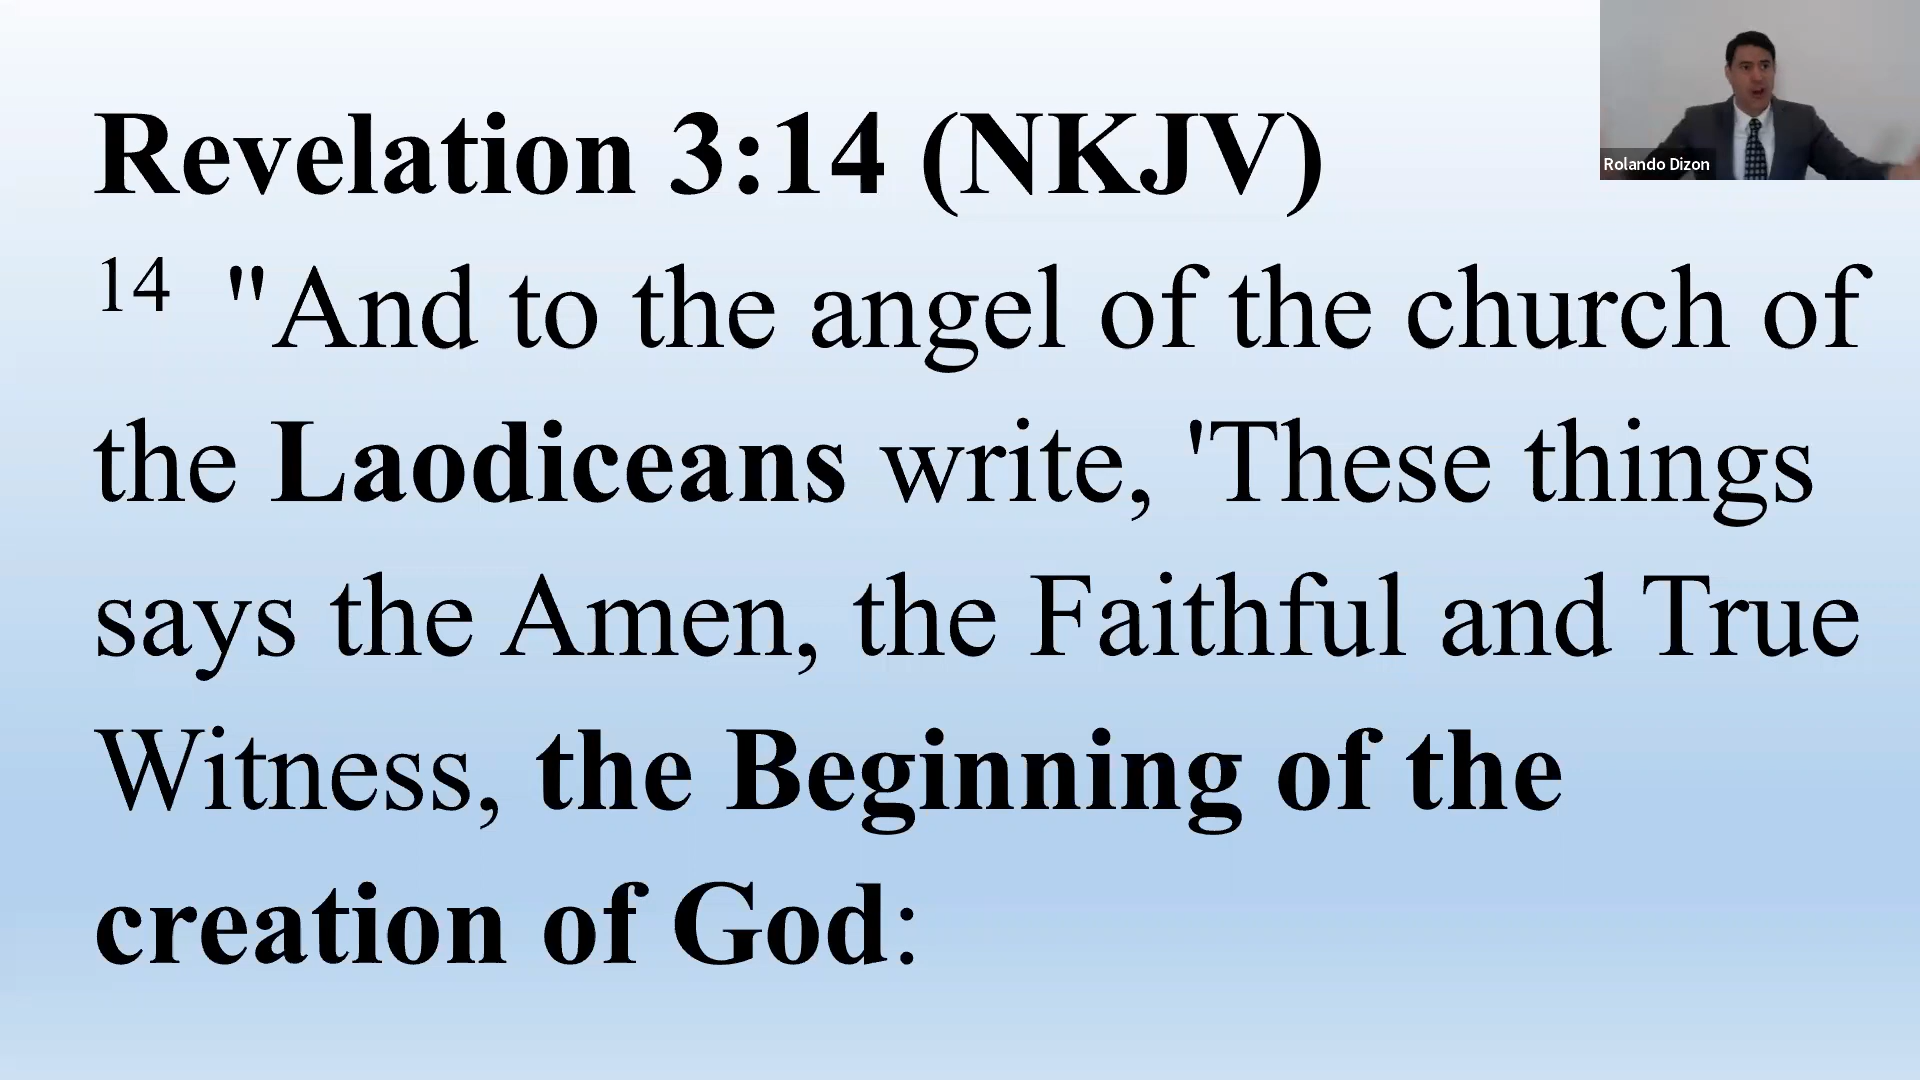 Revelation 3:14 (NKJV)
14 "And to the angel of the church of
the Laodiceans write, 'These things
says the Amen, the Faithful and True
Witness, the Beginning of the
creation of God:
Rolando Dizon